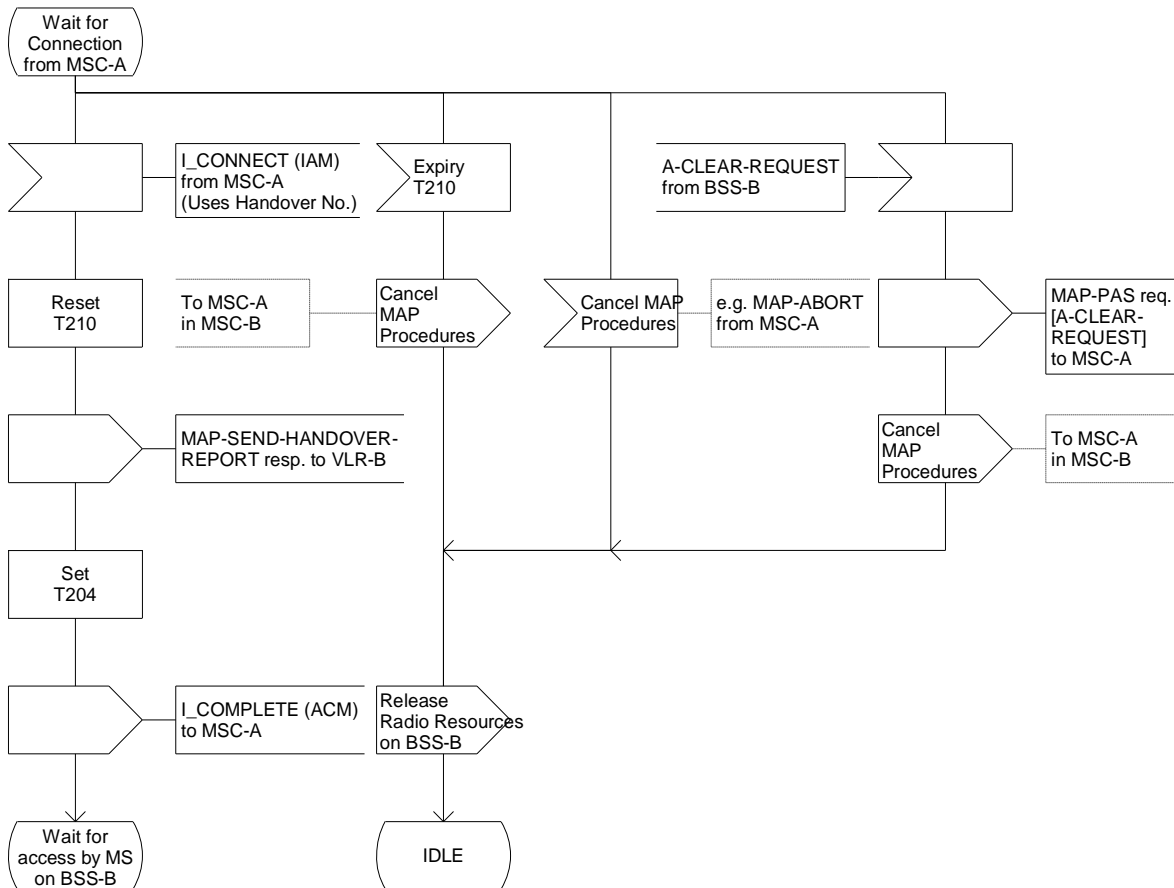 Wait for
Connection
from MSC-A
I_CONNECT (IAM)
from MSC-A
(Uses Handover No.)
Expiry
T210
A-CLEAR-REQUEST
from BSS-B
Reset
T210
To MSC-A
in MSC-B
Cancel
MAP
Procedures
Cancel MAP
Procedures
e.g. MAP-ABORT
from MSC-A
MAP-PAS req.
[A-CLEAR-
REQUEST]
to MSC-A
MAP-SEND-HANDOVER-
REPORT resp. to VLR-B
Cancel
MAP
Procedures
To MSC-A
in MSC-B
Set
T204
I_COMPLETE (ACM)
to MSC-A
Release
Radio Resources
on BSS-B
Wait for
access by MS
on BSS-B
IDLE